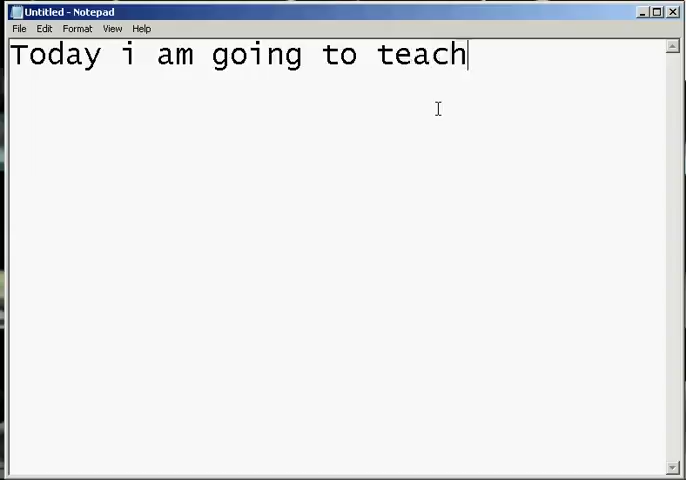 Untitled - Notepad
File Edit Format View Help
Today i am going to teach